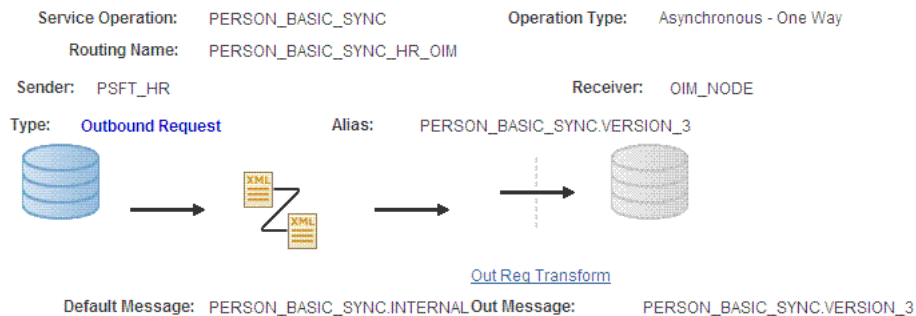 Service Operation: PERSON_BASIC_SYNC Operation Type: Asynchronous - One Way
Routing Name: PERSON_BASIC_SYNC_HR_OIM
Sender: PSFT_HR Receiver: OIM_NODE
Type: Outbound Request Alias: PERSON_BASIC_SYNC.VERSION_3
XML
XML
Out Req Transform
Default Message: PERSON_BASIC_SYNC.INTERNAL Out Message: PERSON_BASIC_SYNC.VERSION_3